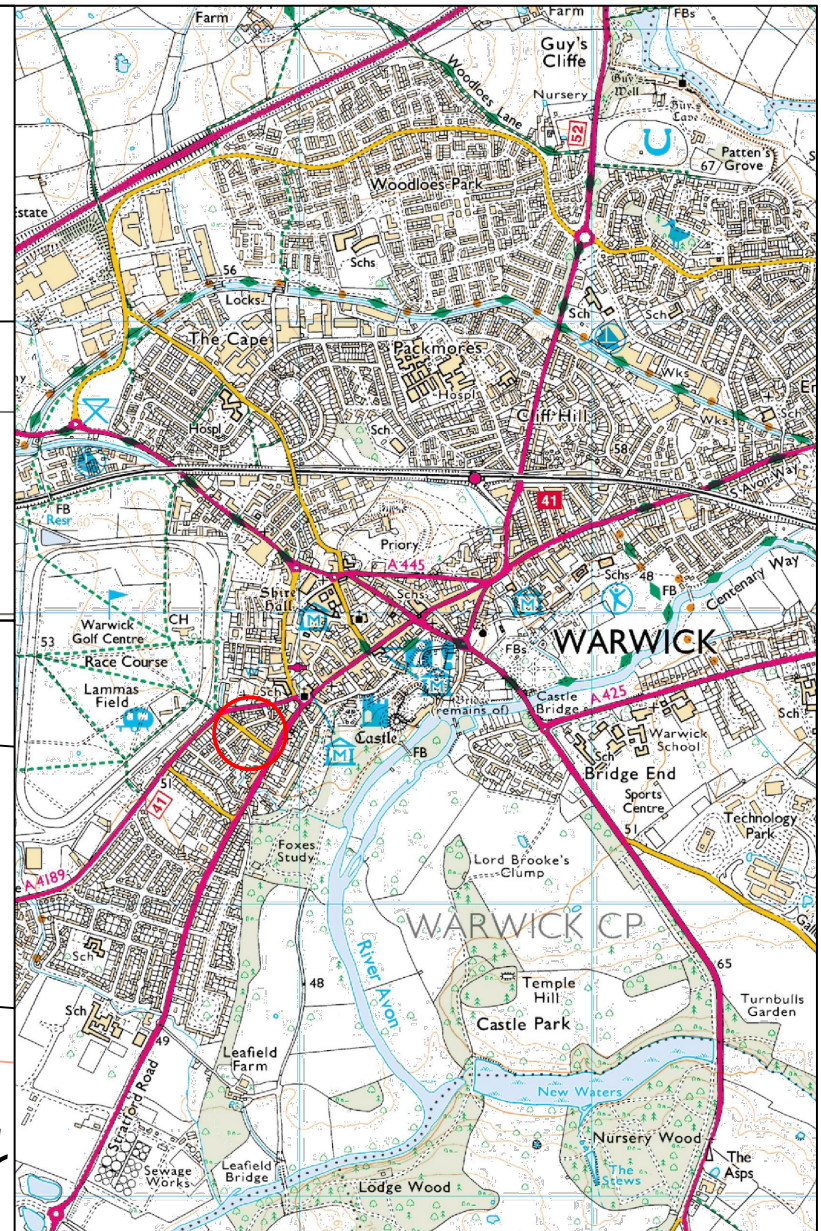 Farm
Farm
FBs
Guy's
Cliffe
Woodloes Lane
Guy's
Well
Nursery
Guy's
Cave
52
Patten's
Grove
67
Woodloes Park
Schs
56
Locks
Sch
Sch
The Cape
Packmores
Wks
Hospl
Cliff Hill
Wks
Sch
Hospl
Sch
58
FB
Resr
41
S Avon Way
Priory
A 445
Shire
Hall
Schs
Schs
48
FB
Centenary Way
M
M
Warwick
Golf Centre
CH
53
FBs
WARWICK
Race Course
M
Lammas
Field
Sch
Bridge
(remains of)
Castle
Bridge
A 425
Castle
FB
Sch
M
Sch
Warwick
School
Bridge End
51
41
Sports
Centre
Technology
Park
51
Foxes
Study
A 4189
Lord Brooke's
Clump
WARWICK CP
River Avon
Sch
48
65
Temple
Hill
Turnbulls
Garden
Castle Park
Sch
49
Leafield
Farm
New Waters
Stratford Road
Nursery Wood
The
Asps
Sewage
Works
Leafield
Bridge
The
Stews
Lodge Wood